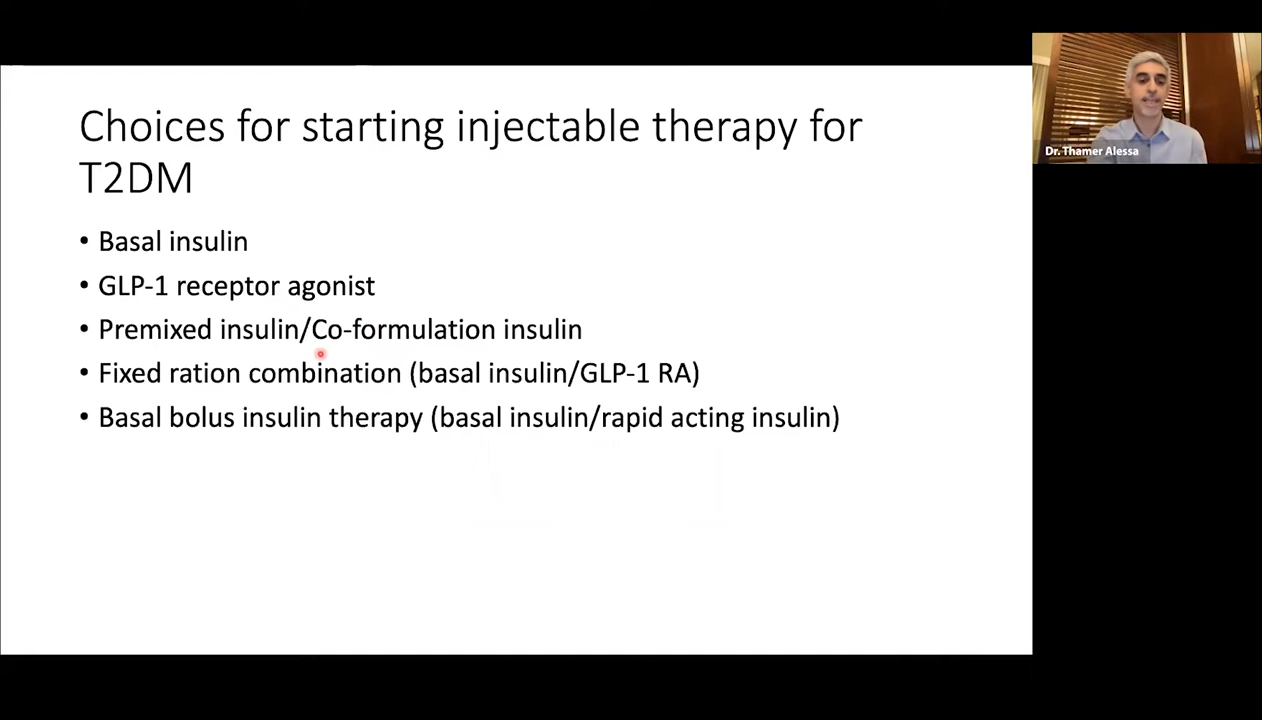 Choices for starting injectable therapy for
T2DM
• Basal insulin
• GLP-1 receptor agonist
• Premixed insulin/Co-formulation insulin
• Fixed ration combination (basal insulin/GLP-1 RA)
• Basal bolus insulin therapy (basal insulin/rapid acting insulin)
Dr. Thamer Alessa